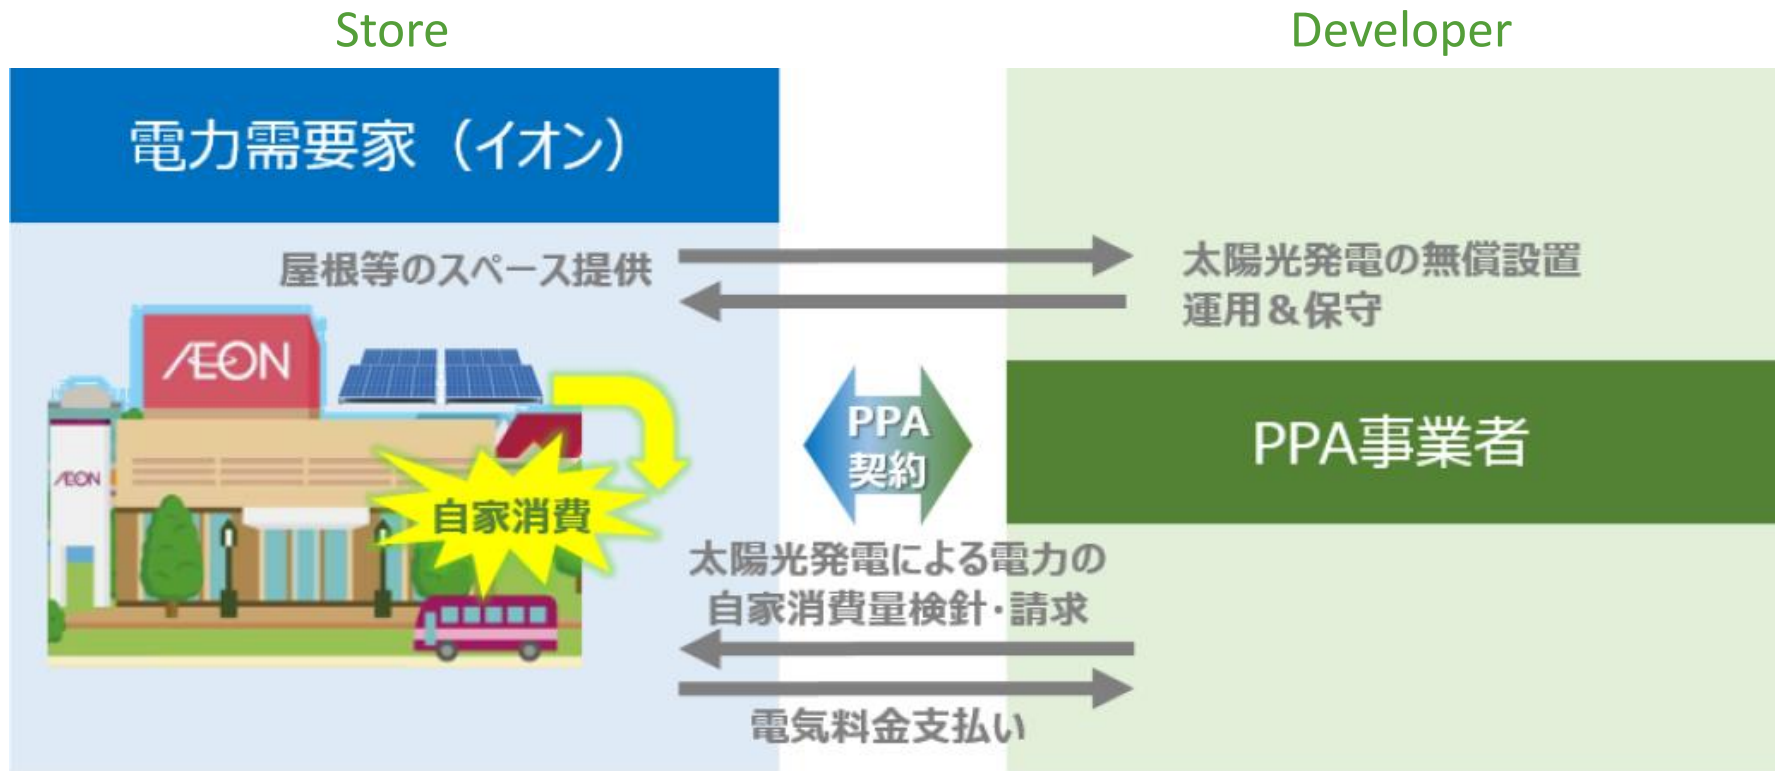 Store
Developer
電力需要家（イオン）
屋根等のスペース提供
太陽光発電の無償設置
運用＆保守
ÆON
ÆON
自家消費
PPA
契約
PPA事業者
太陽光発電による電力の
自家消費量検針・請求
電気料金支払い